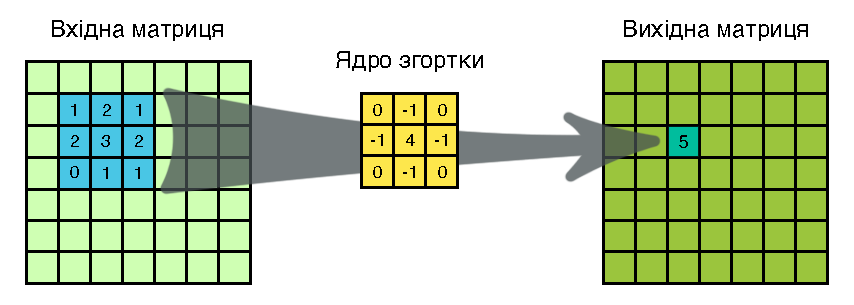 Вхідна матриця
Ядро згортки
Вихідна матриця
1 2 1
2 3 2
0 1 1
0 -1 0
-1 4 -1
0 -1 0
5